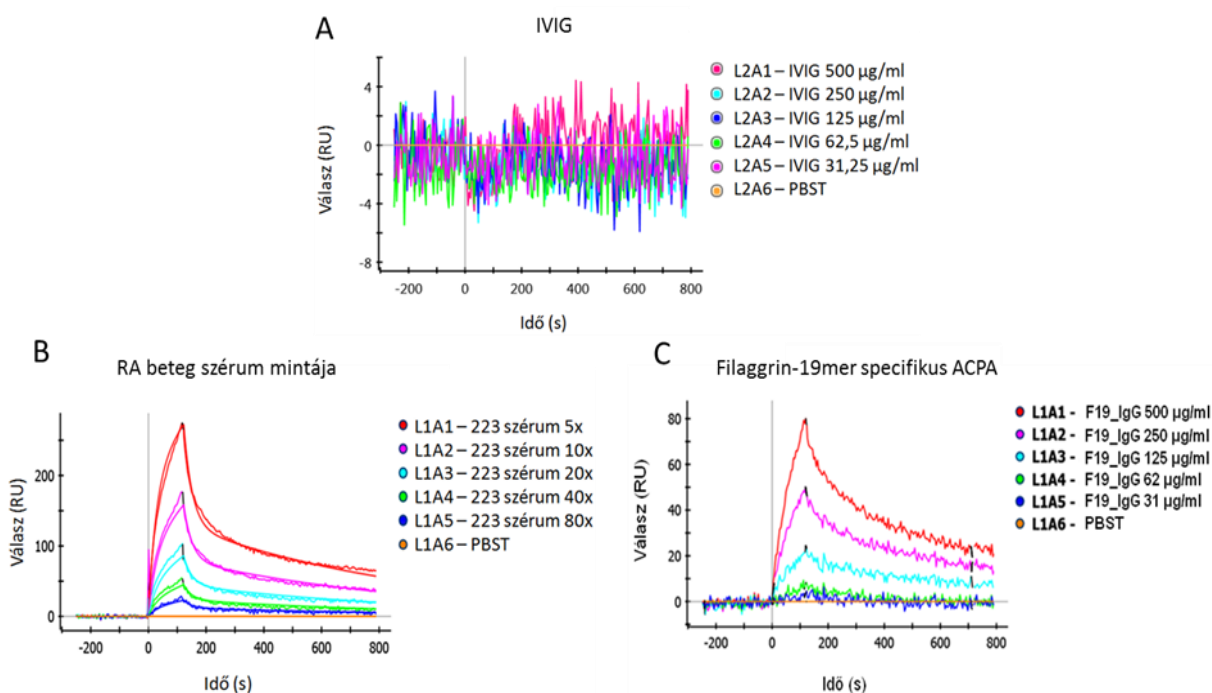 A
IVIG
Válasz (RU)
4
0
-4
-8
-200 0 200 400 600 800
Idő (s)
L2A1 – IVIG 500 µg/ml
L2A2 – IVIG 250 µg/ml
L2A3 – IVIG 125 µg/ml
L2A4 – IVIG 62,5 µg/ml
L2A5 – IVIG 31,25 µg/ml
L2A6 – PBST
B
RA beteg szérum mintája
Válasz (RU)
200
100
0
-200 0 200 400 600 800
Idő (s)
L1A1 – 223 szérum 5x
L1A2 – 223 szérum 10x
L1A3 – 223 szérum 20x
L1A4 – 223 szérum 40x
L1A5 – 223 szérum 80x
L1A6 – PBST
C
Filaggrin-19mer specifikus ACPA
Válasz (RU)
80
60
40
20
0
-200 0 200 400 600 800
Idő (s)
L1A1 - F19_IgG 500 µg/ml
L1A2 - F19_IgG 250 µg/ml
L1A3 - F19_IgG 125 µg/ml
L1A4 - F19_IgG 62 µg/ml
L1A5 - F19_IgG 31 µg/ml
L1A6 - PBST